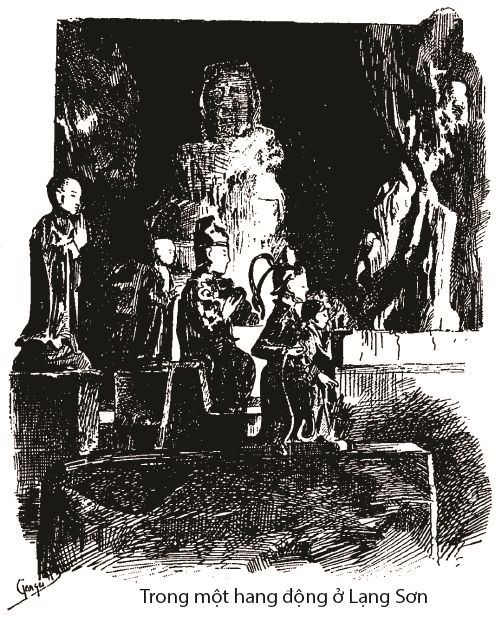 Trong một hang động ở Lạng Sơn